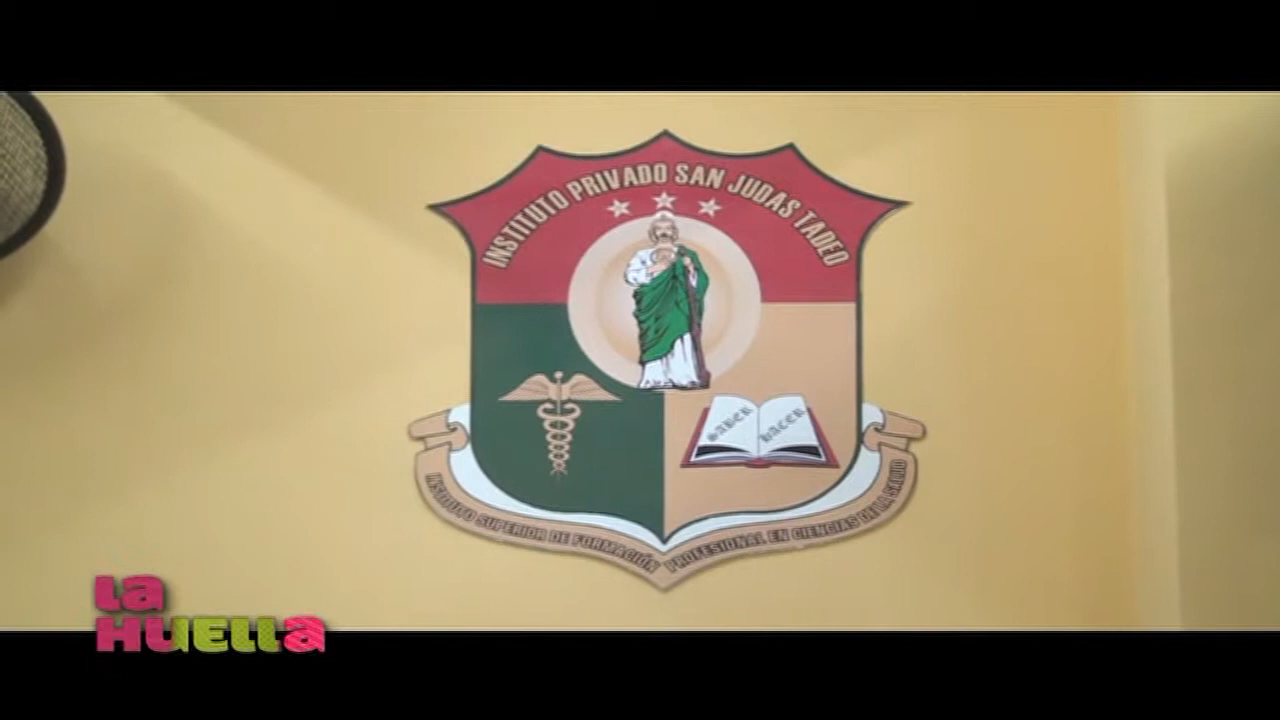 INSTITUTO PRIVADO SAN JUDAS TADEO
SABER HACER
INSTITUTO SUPERIOR DE FORMACIÓN PROFESIONAL EN CIENCIAS DE LA SALUD
LA
HUELLA